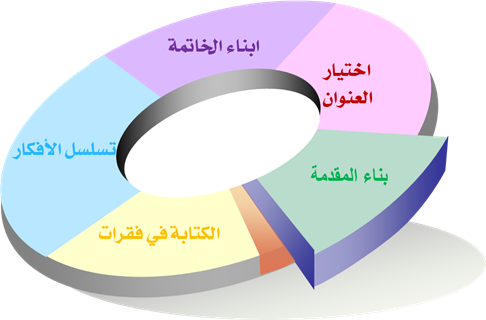 اختيار
العنوان
بناء المقدمة
الكتابة في فقرات
تسلسل الأفكار
ابناء الخاتمة